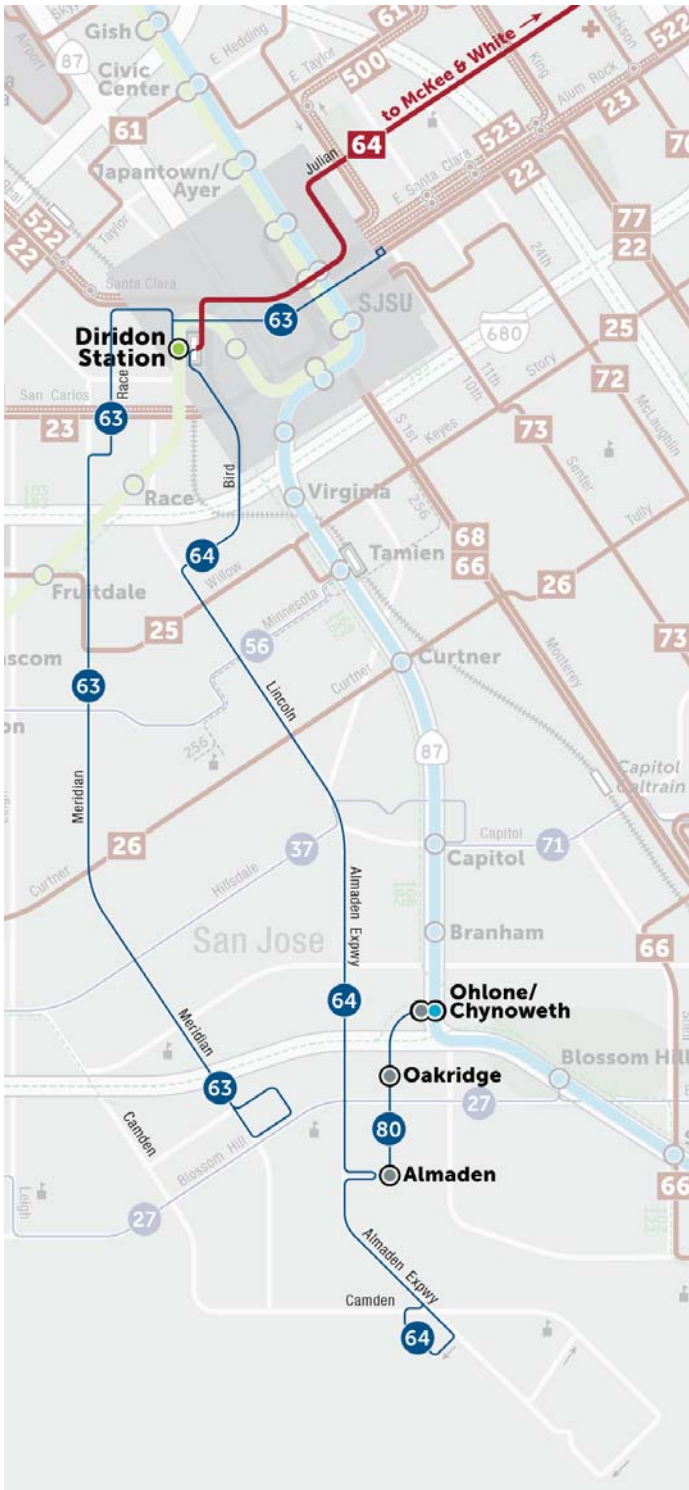 Gish
61
522
Jackson
87
E Hedding
E Taylor
500
King
Alum Rock
Airport
Civic
Center
to McKee & White
523
23
61
64
22
Japantown/
Ayer
Julian
E Santa Clara
77
22
Taylor
24th
522
22
Santa Clara
SJSU
63
680
25
Diridon
Station
Race
Story
San Carlos
10th
11th
72
McLaughlin
63
23
S 1st
Keyes
73
Bird
Senter
Race
Virginia
256
Tully
68
66
64
Tamien
Willow
26
Fruitdale
Minnesota
25
73
56
Curtner
Curtner
63
Lincoln
Monterey
87
256
Capitol
Caltrain
Meridian
26
Hillsdale
37
Capitol
71
Capitol
Curtner
Almaden Expwy
San Jose
Branham
66
64
Ohlone/
Chynoweth
Meridian
Oakridge
Blossom Hill
63
27
Camden
80
Blossom Hill
Almaden
66
Leigh
27
Almaden Expwy
Camden
64